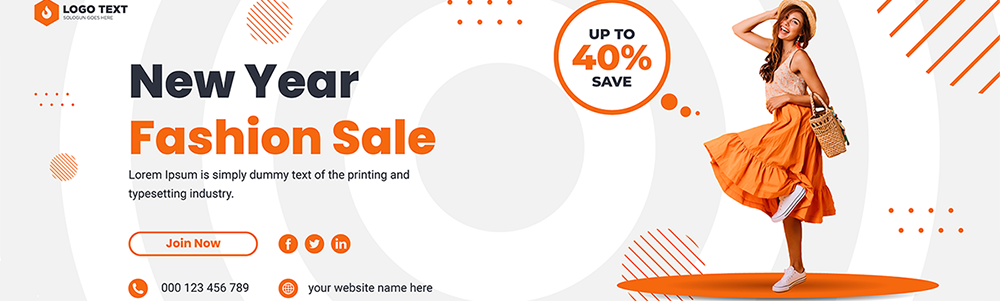 LOGO TEXT
SOLOGUN GOES HERE
New Year
Fashion Sale
Lorem Ipsum is simply dummy text of the printing and
typesetting industry.
Join Now
000 123 456 789
your website name here
UP TO
40%
SAVE